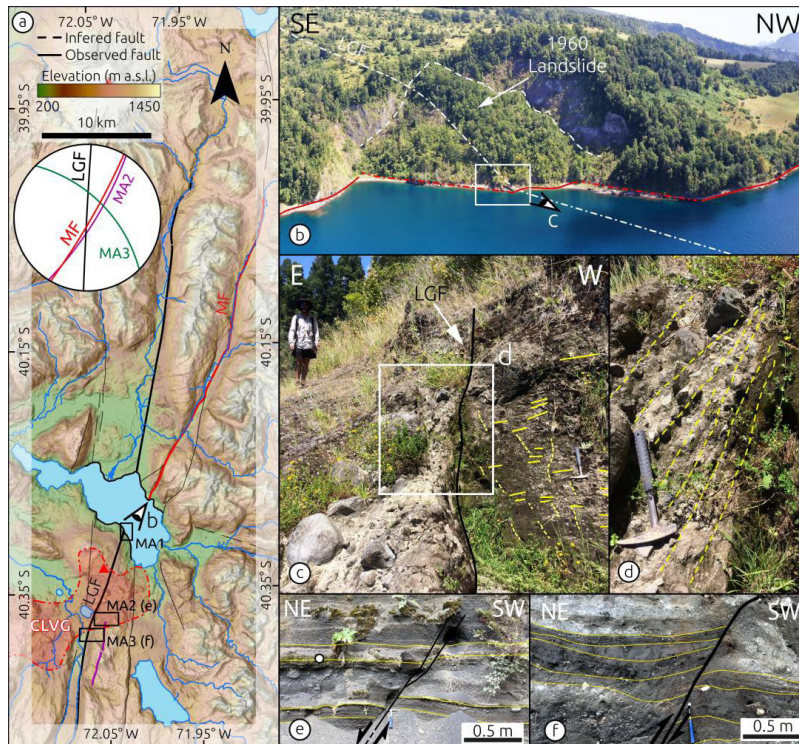 a
72.05° W 71.95° W
Infered fault
Observed fault
Elevation (m a.s.l.)
200 1450
10 km
N
39.95° S
39.95° S
LGF
MA2
MF
MA3
MF
40.15° S
40.15° S
b
MA1
LGF
CLVG
MA2 (e)
MA3 (f)
40.35° S
40.35° S
72.05° W 71.95° W
SE NW
LGF
1960
Landslide
c
b
E W
LGF
d
c
d
NE SW
e
0.5 m
NE SW
f
0.5 m